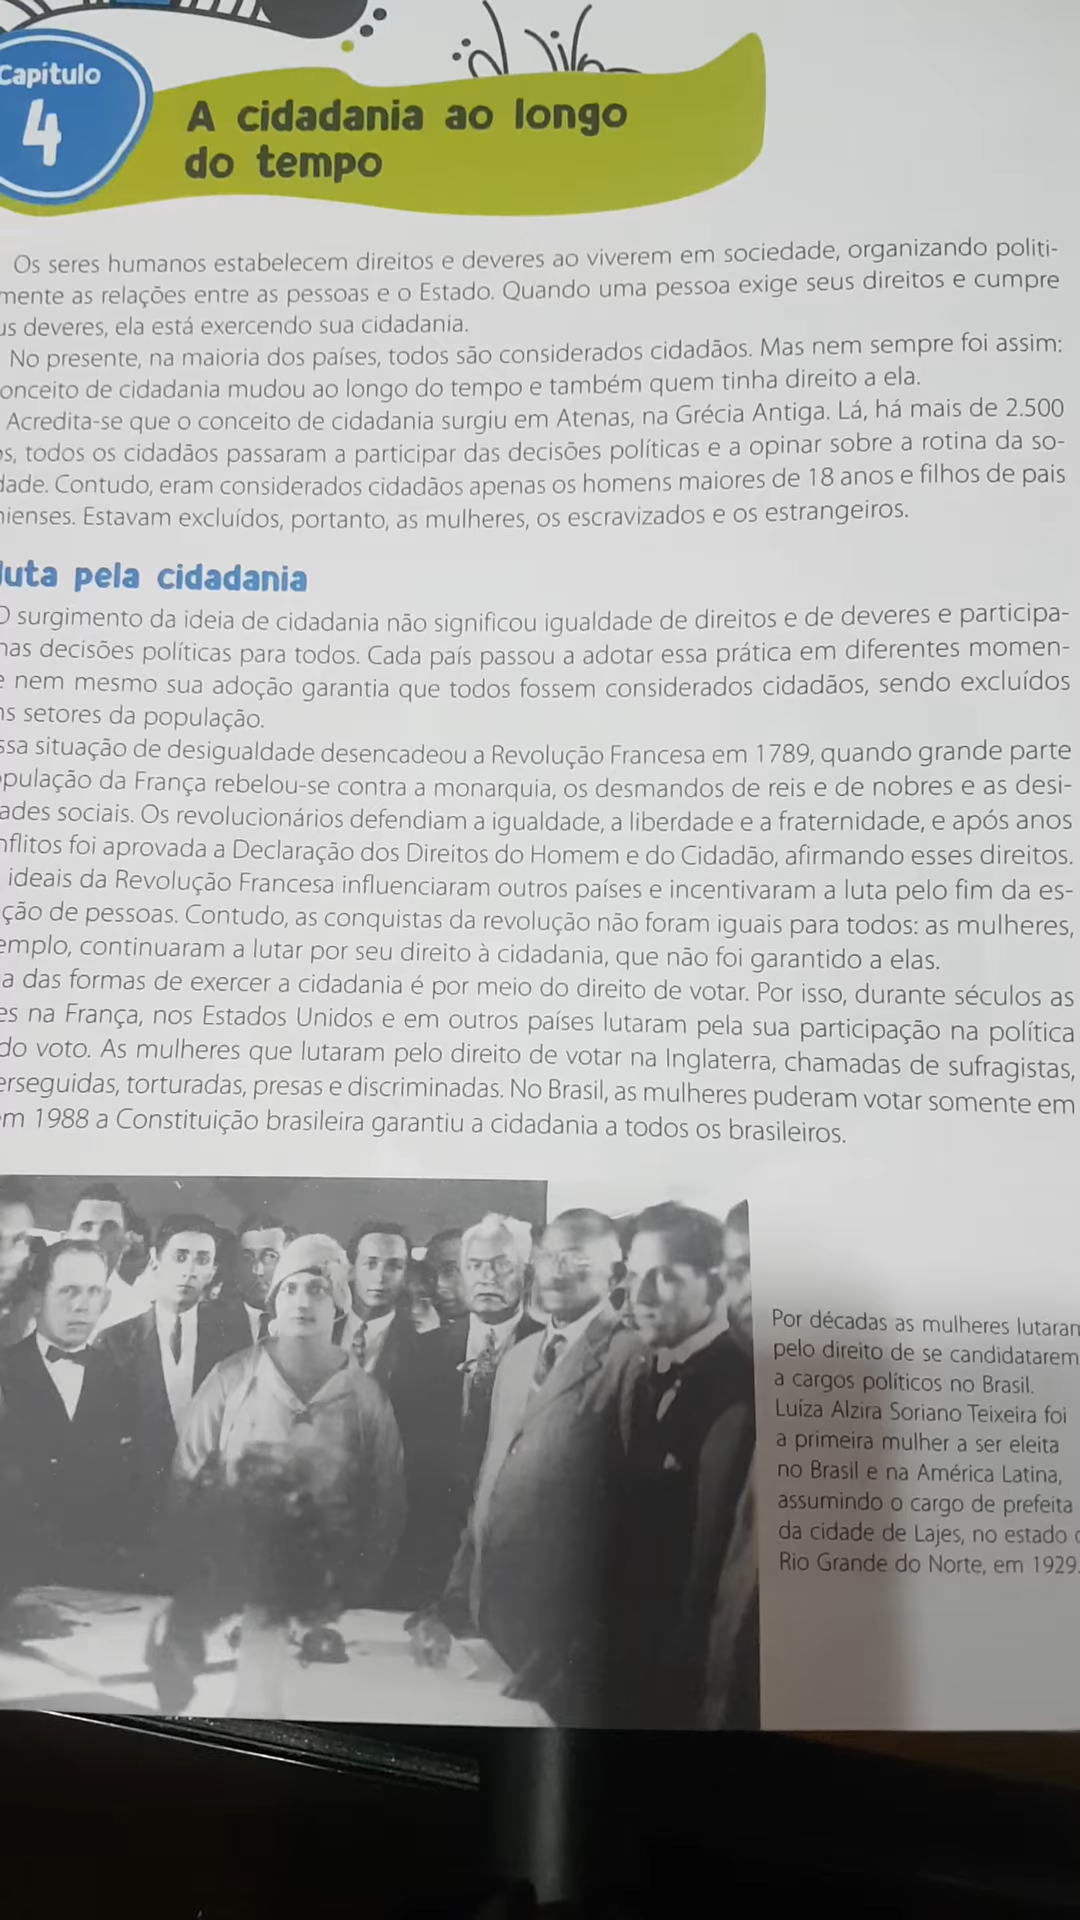 Capítulo
4
A cidadania ao longo
do tempo
Os seres humanos estabelecem direitos e deveres ao viverem em sociedade, organizando politi-
mente as relações entre as pessoas e o Estado. Quando uma pessoa exige seus direitos e cumpre
us deveres, ela está exercendo sua cidadania.
No presente, na maioria dos países, todos são considerados cidadãos. Mas nem sempre foi assim:
onceito de cidadania mudou ao longo do tempo e também quem tinha direito a ela.
Acredita-se que o conceito de cidadania surgiu em Atenas, na Grécia Antiga. Lá, há mais de 2.500
os, todos os cidadãos passaram a participar das decisões políticas e a opinar sobre a rotina da so-
dade. Contudo, eram considerados cidadãos apenas os homens maiores de 18 anos e filhos de pais
nienses. Estavam excluídos, portanto, as mulheres, os escravizados e os estrangeiros.
luta pela cidadania
O surgimento da ideia de cidadania não significou igualdade de direitos e de deveres e participa-
nas decisões políticas para todos. Cada país passou a adotar essa prática em diferentes momen-
e nem mesmo sua adoção garantia que todos fossem considerados cidadãos, sendo excluídos
ns setores da população.
ssa situação de desigualdade desencadeou a Revolução Francesa em 1789, quando grande parte
opulação da França rebelou-se contra a monarquia, os desmandos de reis e de nobres e as desi-
ades sociais. Os revolucionários defendiam a igualdade, a liberdade e a fraternidade, e após anos
nflitos foi aprovada a Declaração dos Direitos do Homem e do Cidadão, afirmando esses direitos.
ideais da Revolução Francesa influenciaram outros países e incentivaram a luta pelo fim da es-
ção de pessoas. Contudo, as conquistas da revolução não foram iguais para todos: as mulheres,
emplo, continuaram a lutar por seu direito à cidadania, que não foi garantido a elas.
a das formas de exercer a cidadania é por meio do direito de votar. Por isso, durante séculos as
es na França, nos Estados Unidos e em outros países lutaram pela sua participação na política
do voto. As mulheres que lutaram pelo direito de votar na Inglaterra, chamadas de sufragistas,
erseguidas, torturadas, presas e discriminadas. No Brasil, as mulheres puderam votar somente em
em 1988 a Constituição brasileira garantiu a cidadania a todos os brasileiros.
Por décadas as mulheres lutaram
pelo direito de se candidatarem
a cargos políticos no Brasil.
Luíza Alzira Soriano Teixeira foi
a primeira mulher a ser eleita
no Brasil e na América Latina,
assumindo o cargo de prefeita
da cidade de Lajes, no estado
Rio Grande do Norte, em 1929.